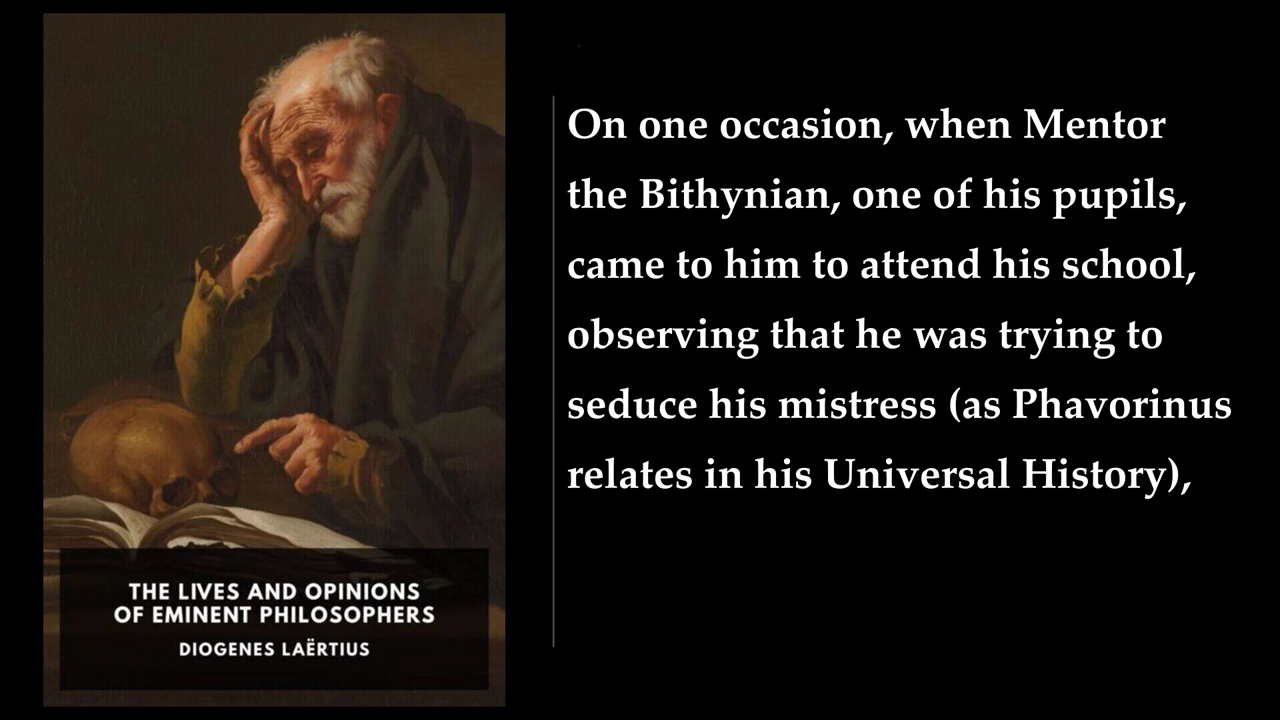 THE LIVES AND OPINIONS
OF EMINENT PHILOSOPHERS
DIOGENES LAËRTIUS
On one occasion, when Mentor
the Bithynian, one of his pupils,
came to him to attend his school,
observing that he was trying to
seduce his mistress (as Phavorinus
relates in his Universal History),